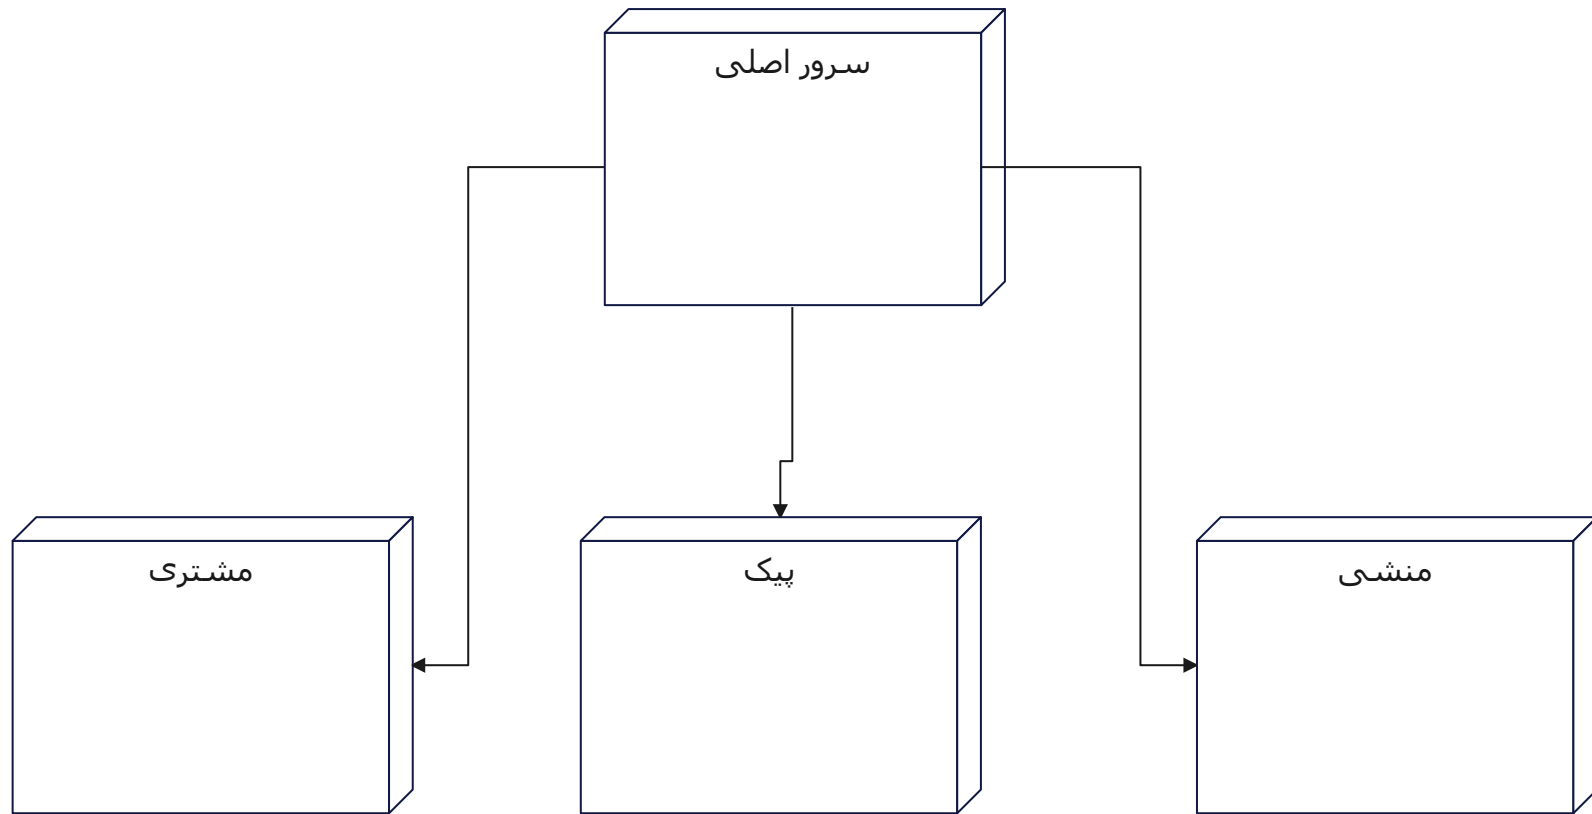 سرور اصلی
منشی
پیک
مشتری